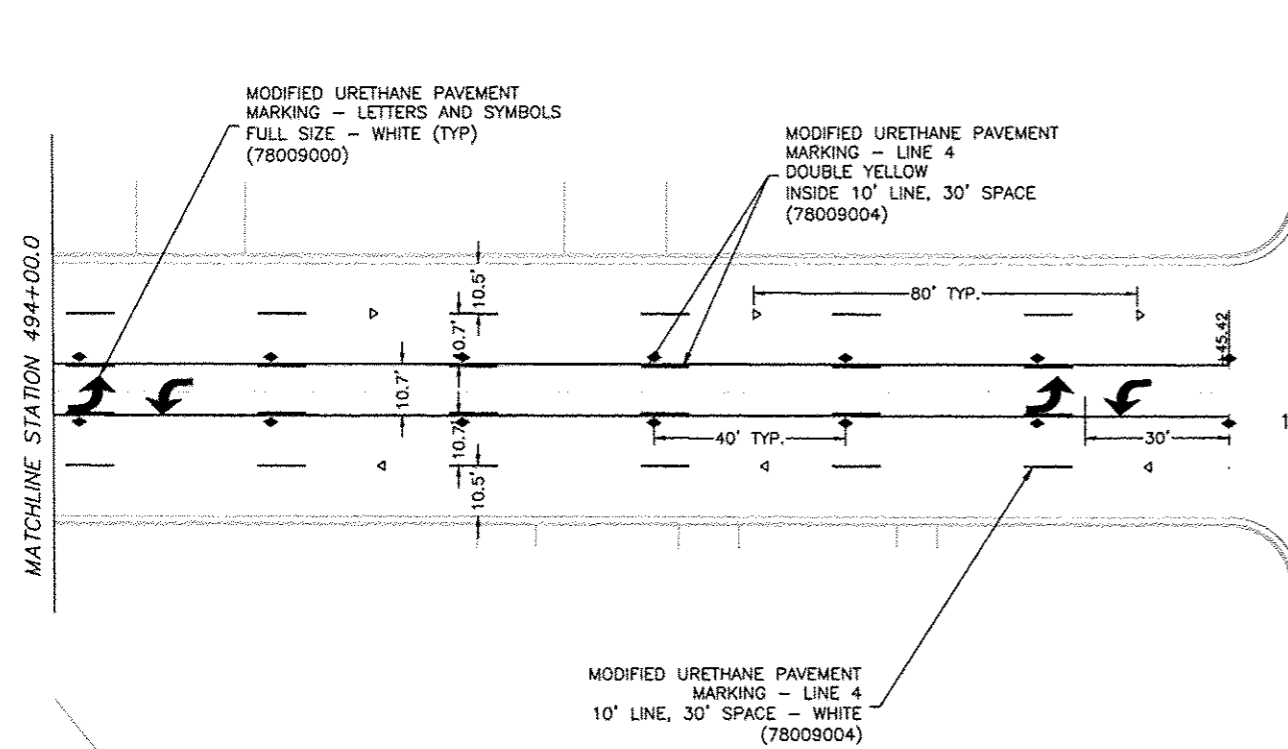 MODIFIED URETHANE PAVEMENT
MARKING – LETTERS AND SYMBOLS
FULL SIZE – WHITE (TYP)
(78009000)
MODIFIED URETHANE PAVEMENT
MARKING – LINE 4
DOUBLE YELLOW
INSIDE 10' LINE, 30' SPACE
(78009004)
MATCHLINE STATION 494+00.0
10.5'
10.7'
10.7'
10.7'
10.5'
80' TYP.
+45.42
40' TYP.
30'
1
MODIFIED URETHANE PAVEMENT
MARKING – LINE 4
10' LINE, 30' SPACE – WHITE
(78009004)